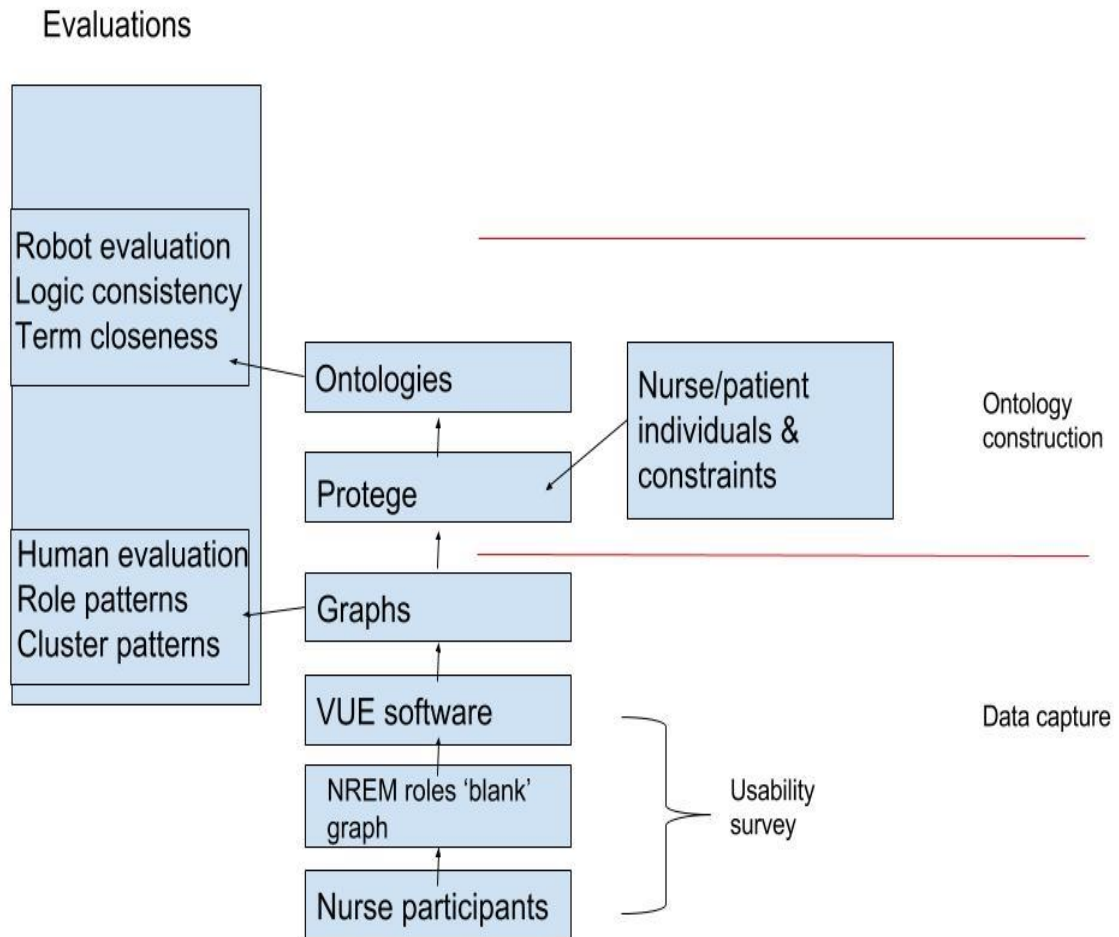 Evaluations
Robot evaluation
Logic consistency
Term closeness
Ontologies
Nurse/patient
individuals &
constraints
Ontology
construction
Protege
Human evaluation
Role patterns
Cluster patterns
Graphs
VUE software
Data capture
NREM roles ‘blank’
graph
Usability
survey
Nurse participants